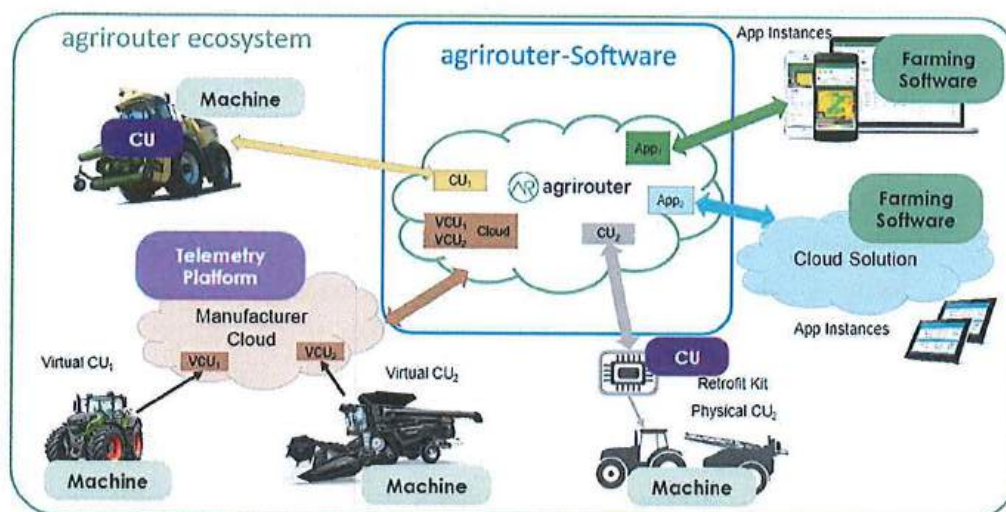 agrirouter ecosystem
agrirouter-Software
App Instances
Farming
Software
Machine
CU
App₁
CU₁
agrirouter
App₂
VCU₁
VCU₂
Cloud
CU₂
Farming
Software
Cloud Solution
App Instances
Telemetry
Platform
Manufacturer
Cloud
Virtual CU₁
VCU₁
VCU₂
Virtual CU₂
CU
Retrofit Kit
Physical CU₂
Machine
Machine
Machine